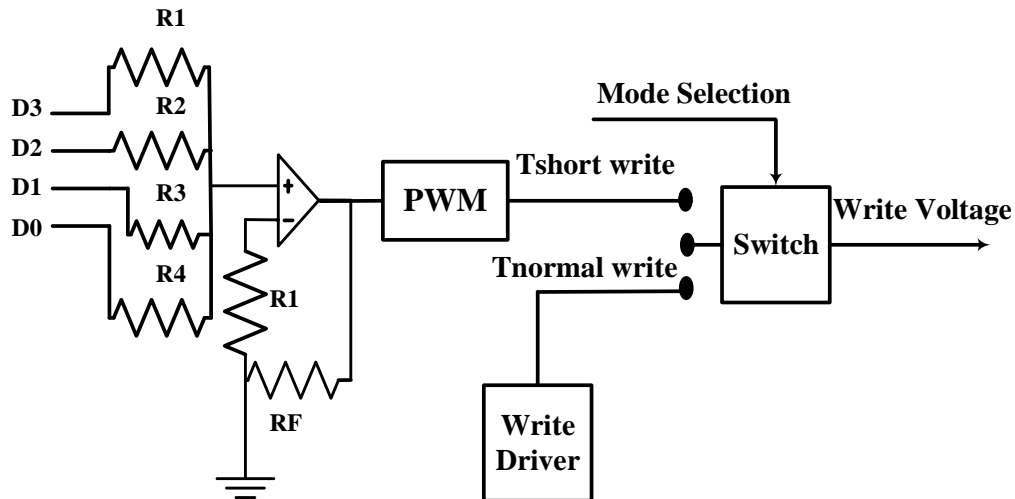 R1
D3
R2
D2
D1
R3
D0
R4
+
−
R1
RF
PWM
Tshort write
Tnormal write
Write
Driver
Mode Selection
Switch
Write Voltage